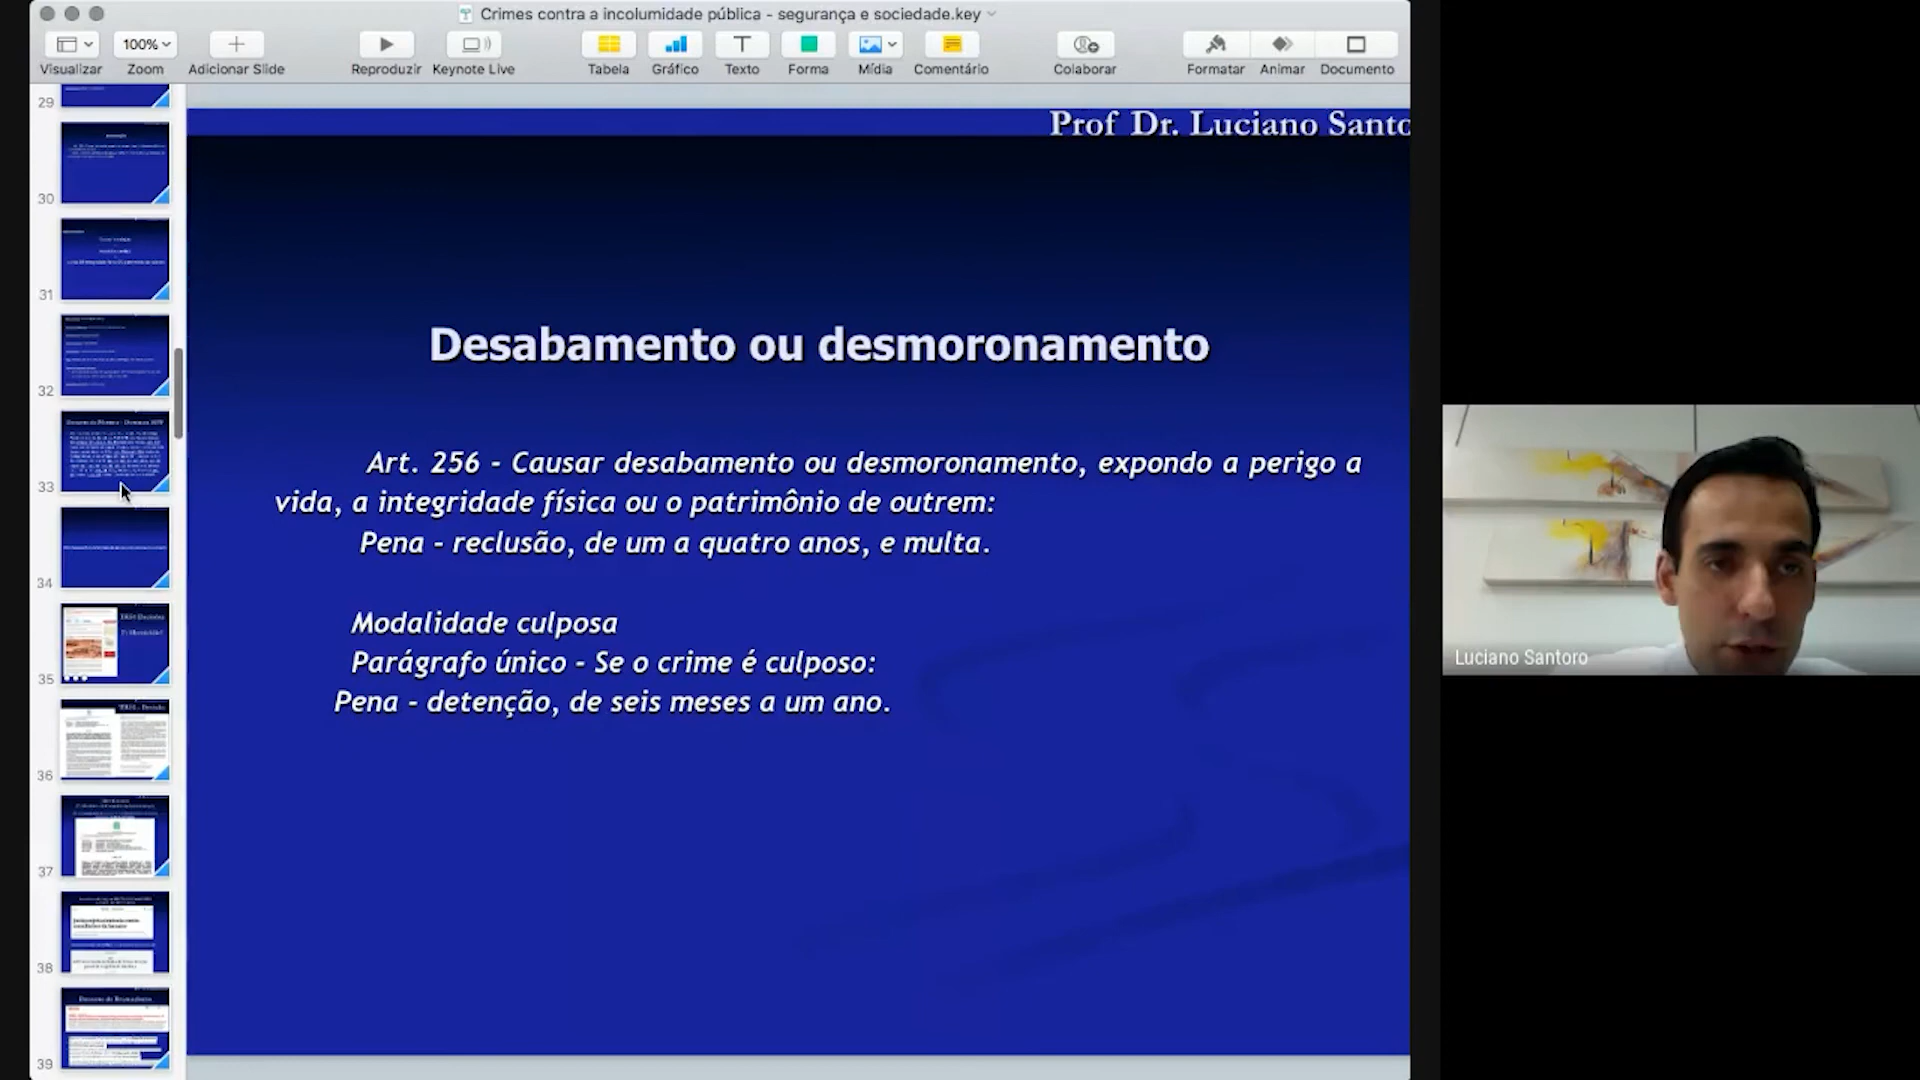 Crimes contra a incolumidade pública - segurança e sociedade.key
100%
Visualizar Zoom Adicionar Slide Reproduzir Keynote Live Tabela Gráfico Texto Forma Mídia Comentário Colaborar Formatar Animar Documento
Prof Dr. Luciano Santo
29
30
31
32
33
34
35
36
37
38
39
Desabamento ou desmoronamento
Art. 256 - Causar desabamento ou desmoronamento, expondo a perigo a
vida, a integridade física ou o patrimônio de outrem:
Pena - reclusão, de um a quatro anos, e multa.
Modalidade culposa
Parágrafo único - Se o crime é culposo:
Pena - detenção, de seis meses a um ano.
Luciano Santoro